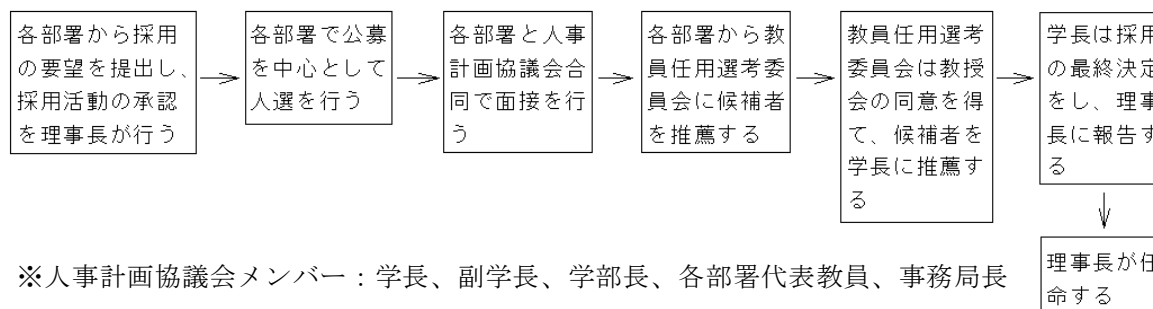 各部署から採用
の要望を提出し、
採用活動の承認
を理事長が行う
各部署で公募
を中心として
人選を行う
各部署と人事
計画協議会合
同で面接を行
う
各部署から教
員任用選考委
員会に候補者
を推薦する
教員任用選考
委員会は教授
会の同意を得
て、候補者を
学長に推薦す
る
学長は採用
の最終決定
をし、理事
長に報告す
る
理事長が任
命する
※人事計画協議会メンバー：学長、副学長、学部長、各部署代表教員、事務局長